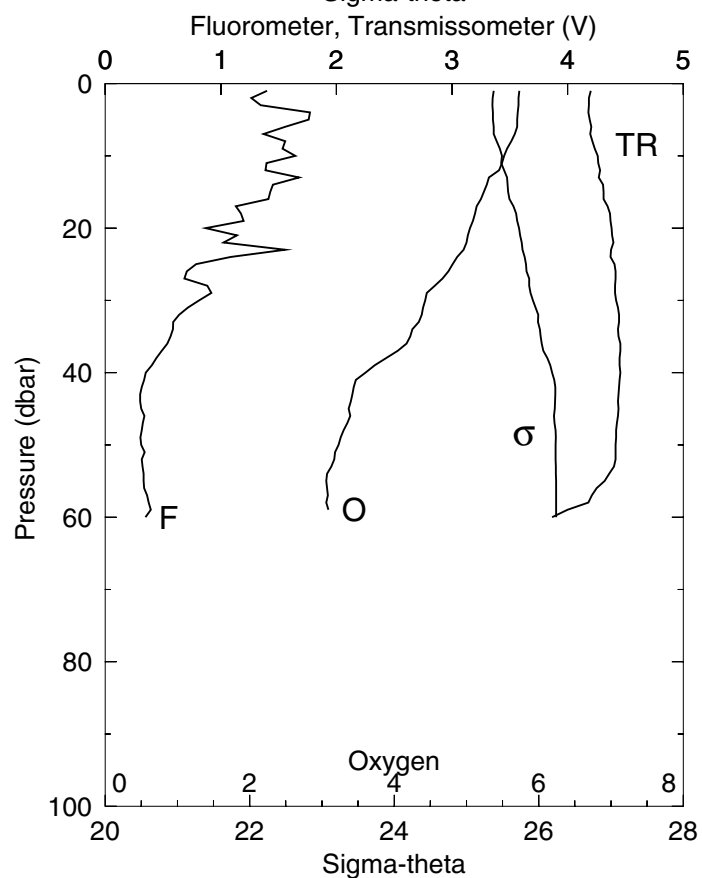 Sigma-theta
Fluorometer, Transmissometer (V)
0 1 2 3 4 5
0
TR
20
40
Pressure (dbar)
σ
F
O
60
80
Oxygen
0 2 4 6 8
100
20 22 24 26 28
Sigma-theta